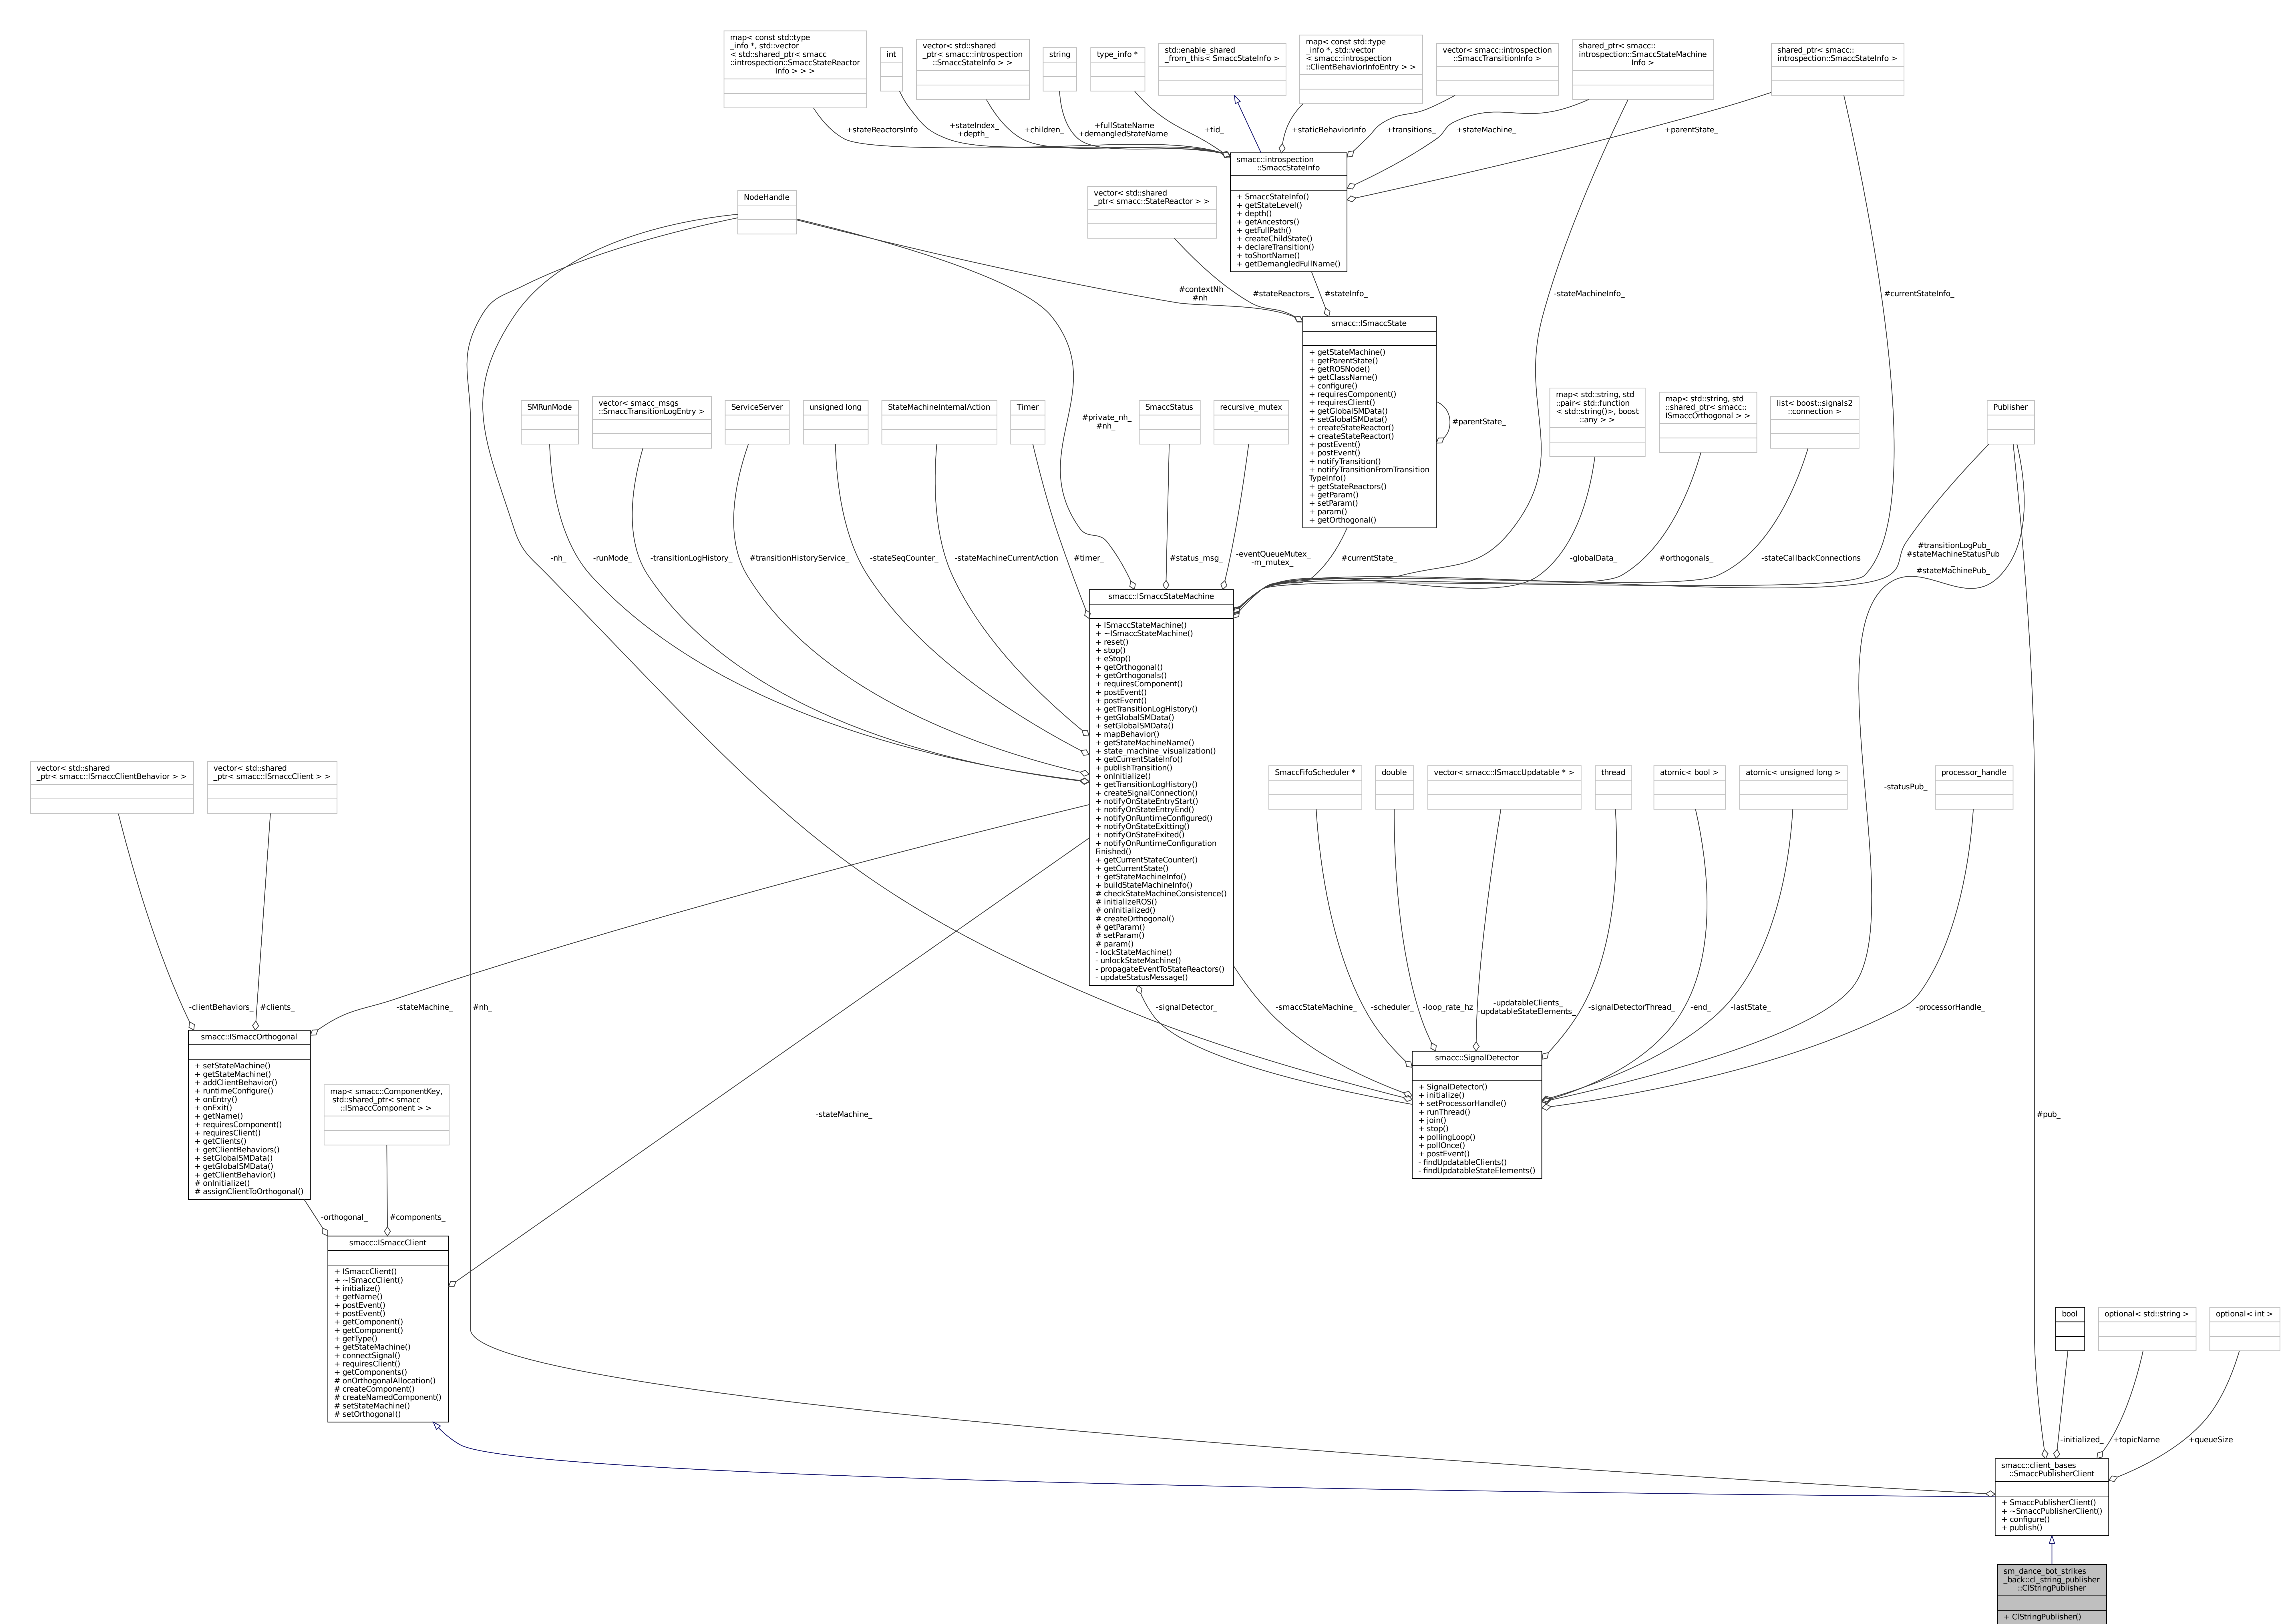 map< const std::type
_info *, std::vector
< std::shared_ptr< smacc
::introspection::SmaccStateReactor
Info > > >
int
vector< std::shared
_ptr< smacc::introspection
::SmaccStateInfo > >
string
type_info *
std::enable_shared
_from_this< SmaccStateInfo >
map< const std::type
_info *, std::vector
< smacc::introspection
::ClientBehaviorInfoEntry > >
vector< smacc::introspection
::SmaccTransitionInfo >
shared_ptr< smacc::
introspection::SmaccStateMachine
Info >
shared_ptr< smacc::
introspection::SmaccStateInfo >
+stateReactorsInfo
+stateIndex_
+depth_
+children_
+fullStateName
+demangledStateName
+tid_
+staticBehaviorInfo
+transitions_
+stateMachine_
+parentState_
smacc::introspection
::SmaccStateInfo
+ SmaccStateInfo()
+ getStateLevel()
+ depth()
+ getAncestors()
+ getFullPath()
+ createChildState()
+ declareTransition()
+ toShortName()
+ getDemangledFullName()
NodeHandle
vector< std::shared
_ptr< smacc::StateReactor > >
#contextNh
#nh
#stateReactors_
#stateInfo_
-stateMachineInfo_
#currentStateInfo_
smacc::ISmaccState
+ getStateMachine()
+ getParentState()
+ getROSNode()
+ getClassName()
+ configure()
+ requiresComponent()
+ requiresClient()
+ getGlobalSMData()
+ setGlobalSMData()
+ createStateReactor()
+ createStateReactor()
+ postEvent()
+ postEvent()
+ notifyTransition()
+ notifyTransitionFromTransition
TypeInfo()
+ getStateReactors()
+ getParam()
+ setParam()
+ param()
+ getOrthogonal()
#parentState_
SMRunMode
vector< smacc_msgs
::SmaccTransitionLogEntry >
ServiceServer
unsigned long
StateMachineInternalAction
Timer
#private_nh_
#nh_
SmaccStatus
recursive_mutex
map< std::string, std
::pair< std::function
< std::string()>, boost
::any > >
map< std::string, std
::shared_ptr< smacc::
ISmaccOrthogonal > >
list< boost::signals2
::connection >
Publisher
-nh_
-runMode_
-transitionLogHistory_
#transitionHistoryService_
-stateSeqCounter_
-stateMachineCurrentAction
#timer_
#status_msg_
-eventQueueMutex_
-m_mutex_
#currentState_
-globalData_
#orthogonals_
-stateCallbackConnections
#transitionLogPub_
#stateMachineStatusPub
_
#stateMachinePub_
smacc::ISmaccStateMachine
+ ISmaccStateMachine()
+ ~ISmaccStateMachine()
+ reset()
+ stop()
+ eStop()
+ getOrthogonal()
+ getOrthogonals()
+ requiresComponent()
+ postEvent()
+ postEvent()
+ getTransitionLogHistory()
+ getGlobalSMData()
+ setGlobalSMData()
+ mapBehavior()
+ getStateMachineName()
+ state_machine_visualization()
+ getCurrentStateInfo()
+ publishTransition()
+ onInitialize()
+ getTransitionLogHistory()
+ createSignalConnection()
+ notifyOnStateEntryStart()
+ notifyOnStateEntryEnd()
+ notifyOnRuntimeConfigured()
+ notifyOnStateExitting()
+ notifyOnStateExited()
+ notifyOnRuntimeConfiguration
Finished()
+ getCurrentStateCounter()
+ getCurrentState()
+ getStateMachineInfo()
+ buildStateMachineInfo()
# checkStateMachineConsistence()
# initializeROS()
# onInitialized()
# createOrthogonal()
# getParam()
# setParam()
# param()
- lockStateMachine()
- unlockStateMachine()
- propagateEventToStateReactors()
- updateStatusMessage()
vector< std::shared
_ptr< smacc::ISmaccClientBehavior > >
vector< std::shared
_ptr< smacc::ISmaccClient > >
SmaccFifoScheduler *
double
vector< smacc::ISmaccUpdatable * >
thread
atomic< bool >
atomic< unsigned long >
-statusPub_
processor_handle
-clientBehaviors_
#clients_
-stateMachine_
#nh_
-signalDetector_
-smaccStateMachine_
-scheduler_
-loop_rate_hz
-updatableClients_
-updatableStateElements_
-signalDetectorThread_
-end_
-lastState_
-processorHandle_
smacc::ISmaccOrthogonal
+ setStateMachine()
+ getStateMachine()
+ addClientBehavior()
+ runtimeConfigure()
+ onEntry()
+ onExit()
+ getName()
+ requiresComponent()
+ requiresClient()
+ getClients()
+ getClientBehaviors()
+ setGlobalSMData()
+ getGlobalSMData()
+ getClientBehavior()
# onInitialize()
# assignClientToOrthogonal()
map< smacc::ComponentKey,
std::shared_ptr< smacc
::ISmaccComponent > >
smacc::SignalDetector
+ SignalDetector()
+ initialize()
+ setProcessorHandle()
+ runThread()
+ join()
+ stop()
+ pollingLoop()
+ pollOnce()
+ postEvent()
- findUpdatableClients()
- findUpdatableStateElements()
-stateMachine_
#pub_
-orthogonal_
#components_
smacc::ISmaccClient
+ ISmaccClient()
+ ~ISmaccClient()
+ initialize()
+ getName()
+ postEvent()
+ postEvent()
+ getComponent()
+ getComponent()
+ getType()
+ getStateMachine()
+ connectSignal()
+ requiresClient()
+ getComponents()
# onOrthogonalAllocation()
# createComponent()
# createNamedComponent()
# setStateMachine()
# setOrthogonal()
bool
optional< std::string >
optional< int >
-initialized_
+topicName
+queueSize
smacc::client_bases
::SmaccPublisherClient
+ SmaccPublisherClient()
+ ~SmaccPublisherClient()
+ configure()
+ publish()
sm_dance_bot_strikes
_back::cl_string_publisher
::ClStringPublisher
+ ClStringPublisher()